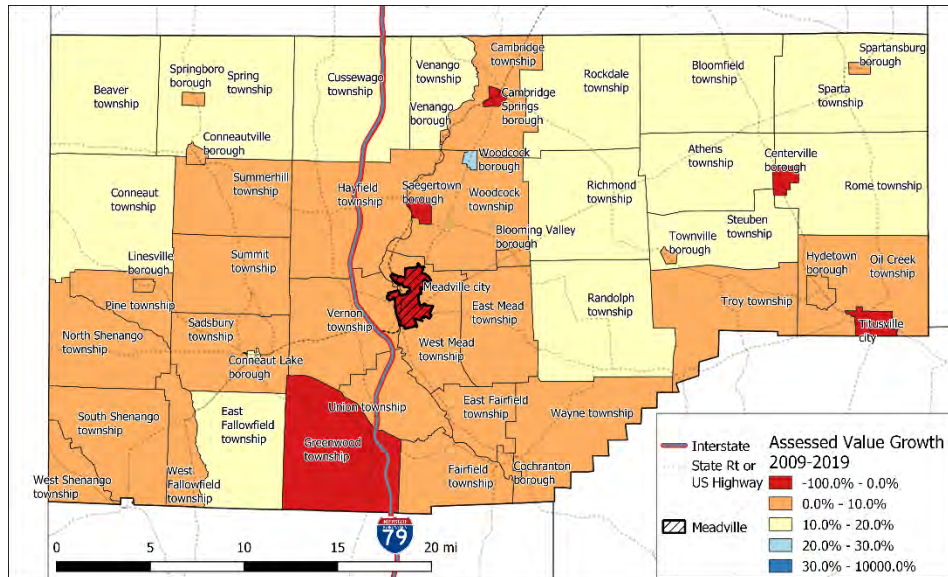 Cambridge
township
Spartansburg
borough
Springboro
borough
Spring
township
Cussewago
township
Venango
township
Bloomfield
township
Rockdale
township
Beaver
township
Sparta
township
Cambridge
Springs
borough
Venango
borough
Conneautville
borough
Woodcock
borough
Athens
township
Centerville
borough
Summerhill
township
Hayfield
township
Saegertown
borough
Woodcock
township
Richmond
township
Conneaut
township
Rome township
Steuben
township
Blooming Valley
borough
Townville
borough
Linesville
borough
Summit
township
Hydetown
borough
Oil Creek
township
Meadville city
Pine township
East Mead
township
Randolph
township
Troy township
Vernon
township
Sadsbury
township
North Shenango
township
Titusville
city
West Mead
township
Conneaut Lake
borough
Union township
East Fairfield
township
Wayne township
South Shenango
township
East
Fallowfield
township
Greenwood
township
West
Fallowfield
township
Fairfield
township
Cochranton
borough
West Shenango
township
79
0 5 10 15 20 mi
Interstate
State Rt or
US Highway
Meadville
Assessed Value Growth
2009-2019
-100.0% - 0.0%
0.0% - 10.0%
10.0% - 20.0%
20.0% - 30.0%
30.0% - 10000.0%